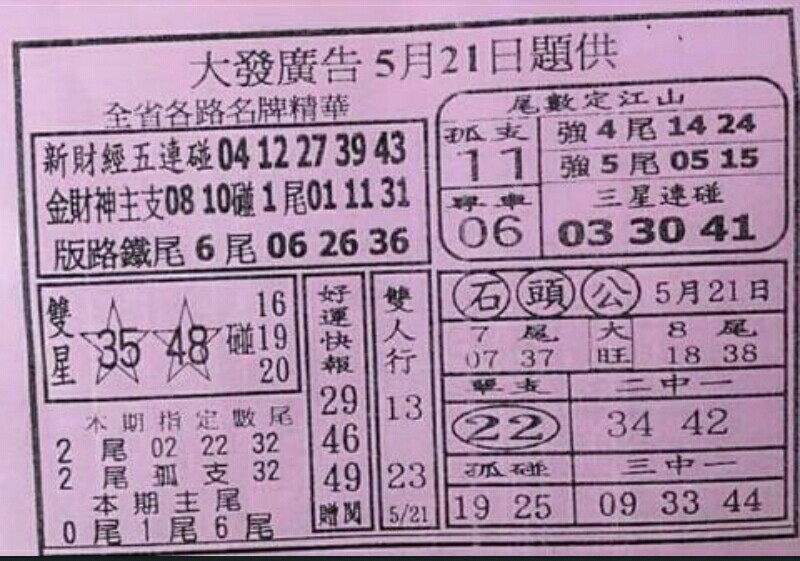 大發廣告 5月21日題供
全省各路名牌精華
新財經五連碰 04 12 27 39 43
金財神主支 08 10 碰 1 尾 01 11 31
版路鐵尾 6 尾 06 26 36
尾數定江山
孤支
11
強 4 尾 14 24
強 5 尾 05 15
專車
06
三星連碰
03 30 41
雙星
35 48 碰
16
19
20
本期指定數尾
2 尾 02 22 32
2 尾 孤 支 32
本期主尾
0 尾 1 尾 6 尾
好運快報
29
46
49
贈閱
雙人行
13
23
5/21
石頭公 5月21日
7 尾
07 37
大旺
8 尾
18 38
單支
22
二中一
34 42
孤碰
19 25
三中一
09 33 44